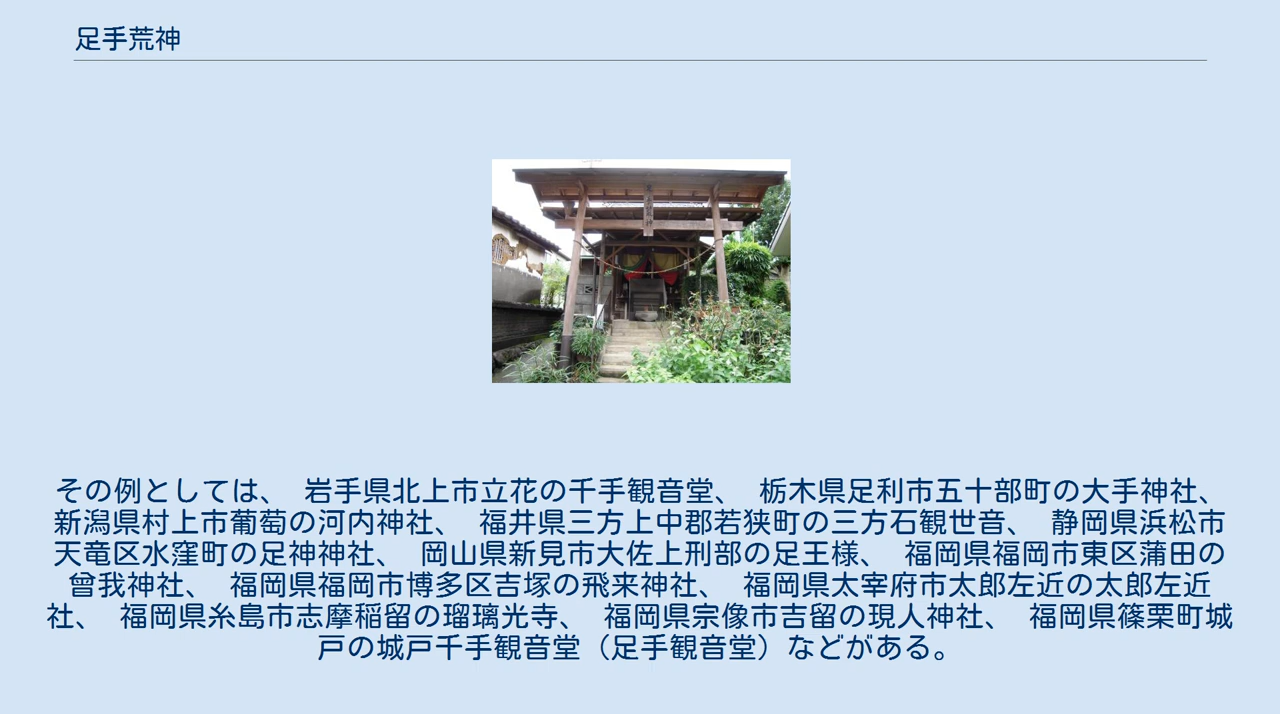 足手荒神
その例としては、 岩手県北上市立花の千手観音堂、 栃木県足利市五十部町の大手神社、
新潟県村上市葡萄の河内神社、 福井県三方上中郡若狭町の三方石観世音、 静岡県浜松市
天竜区水窪町の足神神社、 岡山県新見市大佐上刑部の足王様、 福岡県福岡市東区蒲田の
曾我神社、 福岡県福岡市博多区吉塚の飛来神社、 福岡県太宰府市太郎左近の太郎左近
社、 福岡県糸島市志摩稲留の瑠璃光寺、 福岡県宗像市吉留の現人神社、 福岡県篠栗町城
戸の城戸千手観音堂（足手観音堂）などがある。